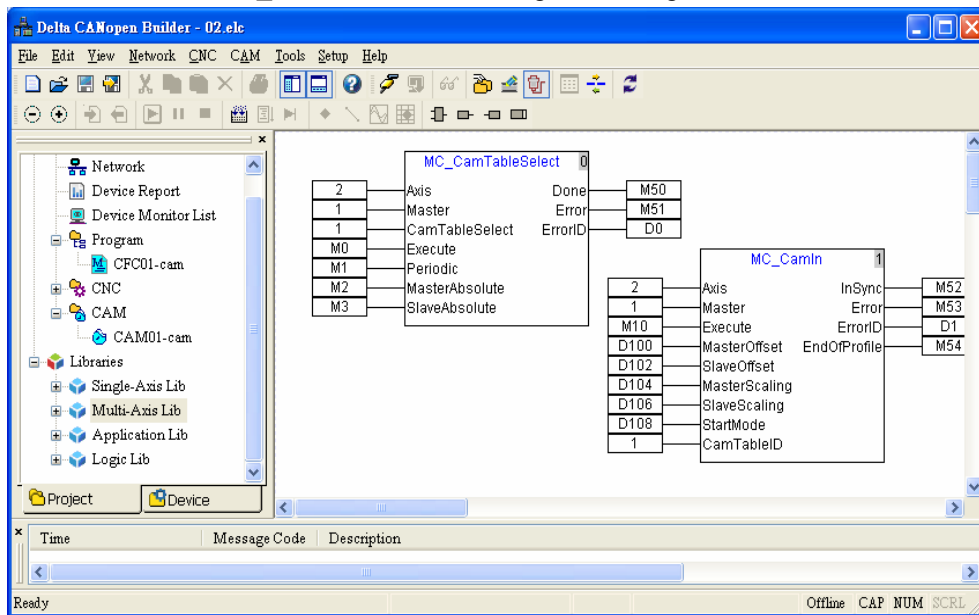 Delta CANopen Builder - 02.elc
File Edit View Network CNC CAM Tools Setup Help
Network
Device Report
Device Monitor List
Program
CFC01-cam
CNC
CAM
CAM01-cam
Libraries
Single-Axis Lib
Multi-Axis Lib
Application Lib
Logic Lib
Project Device
MC_CamTableSelect 0
2 Axis Done M50
1 Master Error M51
1 CamTableSelect ErrorID D0
M0 Execute
M1 Periodic
M2 MasterAbsolute
M3 SlaveAbsolute
MC_CamIn 1
2 Axis InSync M52
1 Master Error M53
M10 Execute ErrorID D1
D100 MasterOffset EndOfProfile M54
D102 SlaveOffset
D104 MasterScaling
D106 SlaveScaling
D108 StartMode
1 CamTableID
Time Message Code Description
Ready Offline CAP NUM SCRL